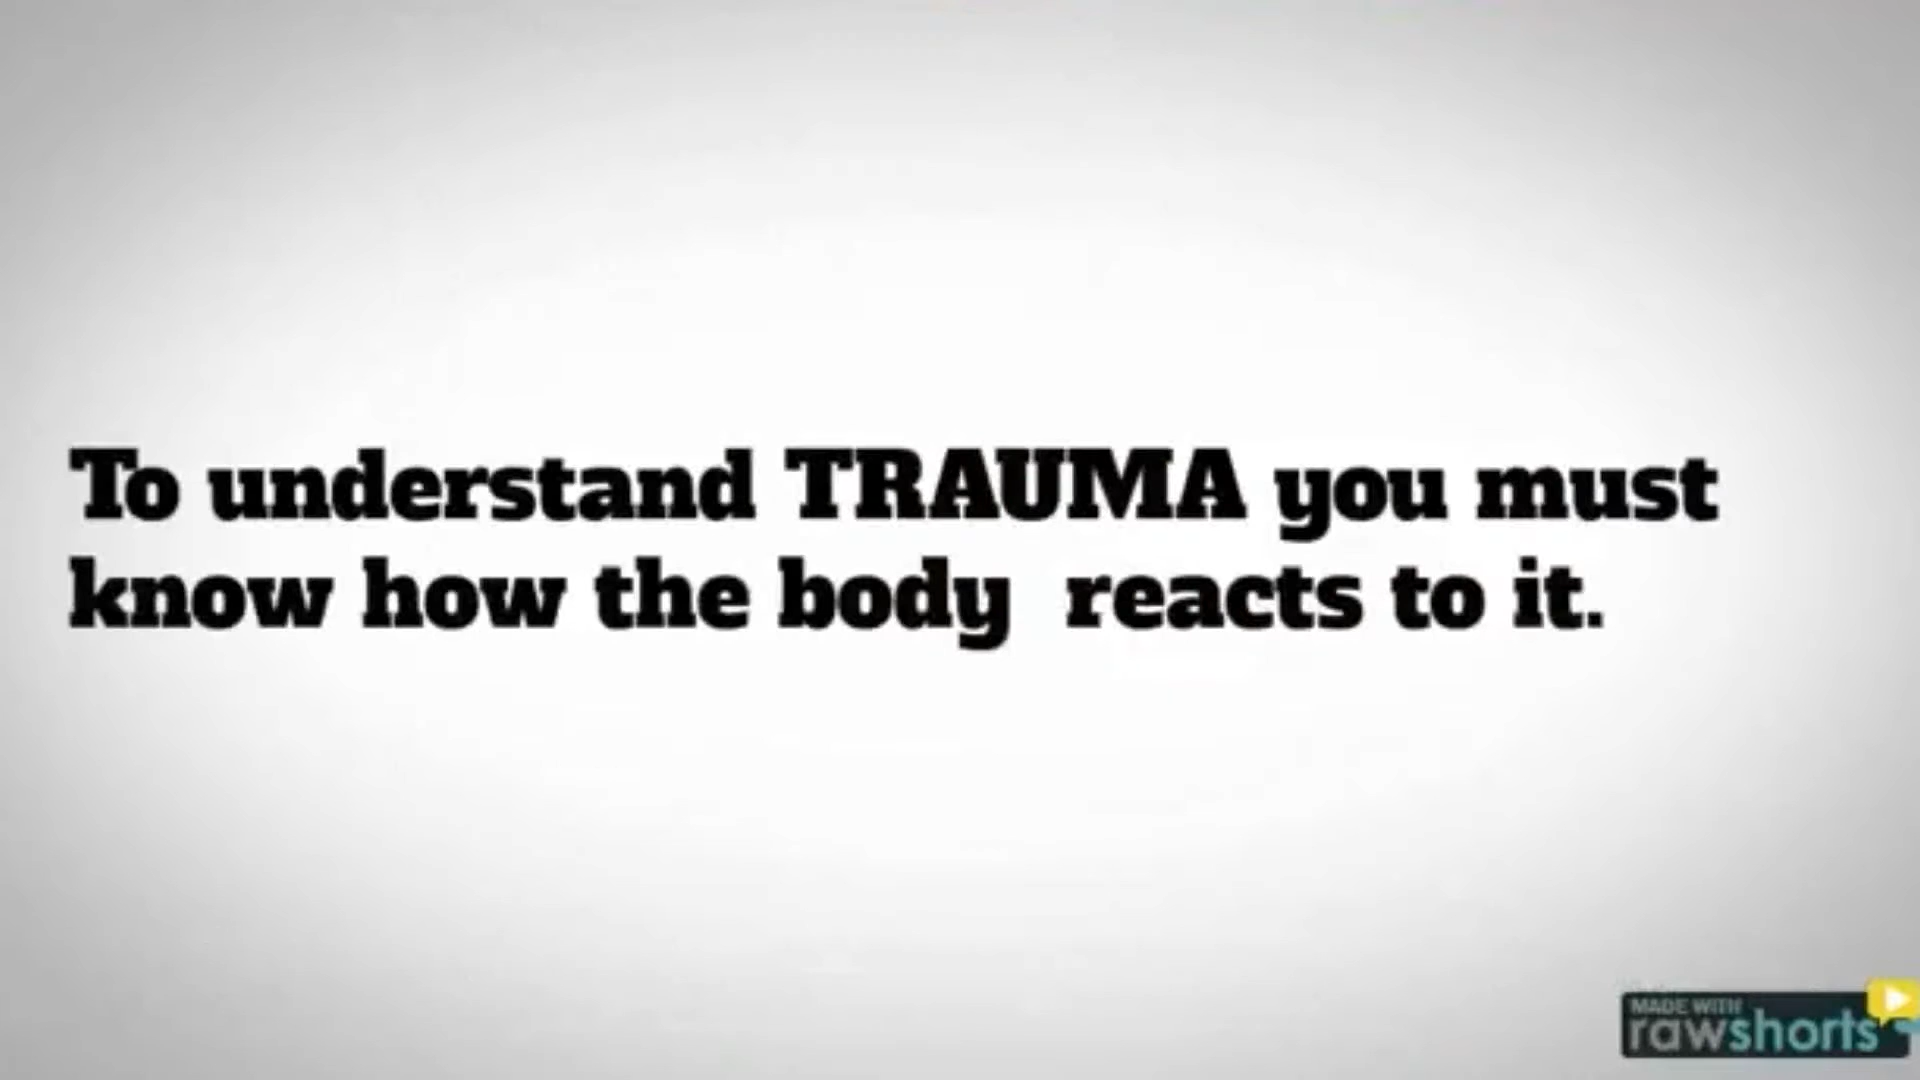 To understand TRAUMA you must
know how the body  reacts to it.
MADE WITH
rawshorts